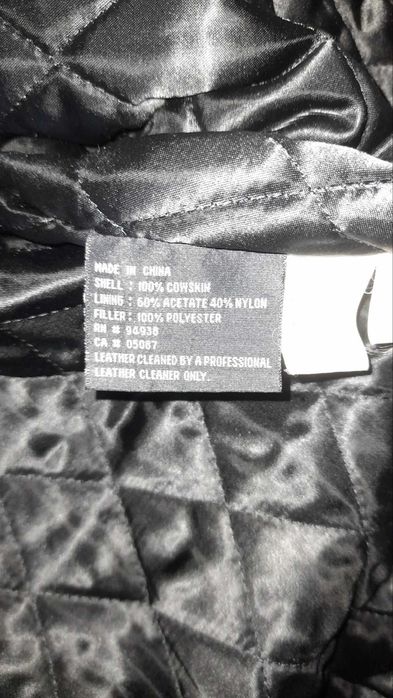 MADE IN CHINA
SHELL : 100% COWSKIN
LINING : 60% ACETATE 40% NYLON
FILLER : 100% POLYESTER
RN # 94938
CA # 05087
LEATHER CLEANED BY A PROFESSIONAL
LEATHER CLEANER ONLY.